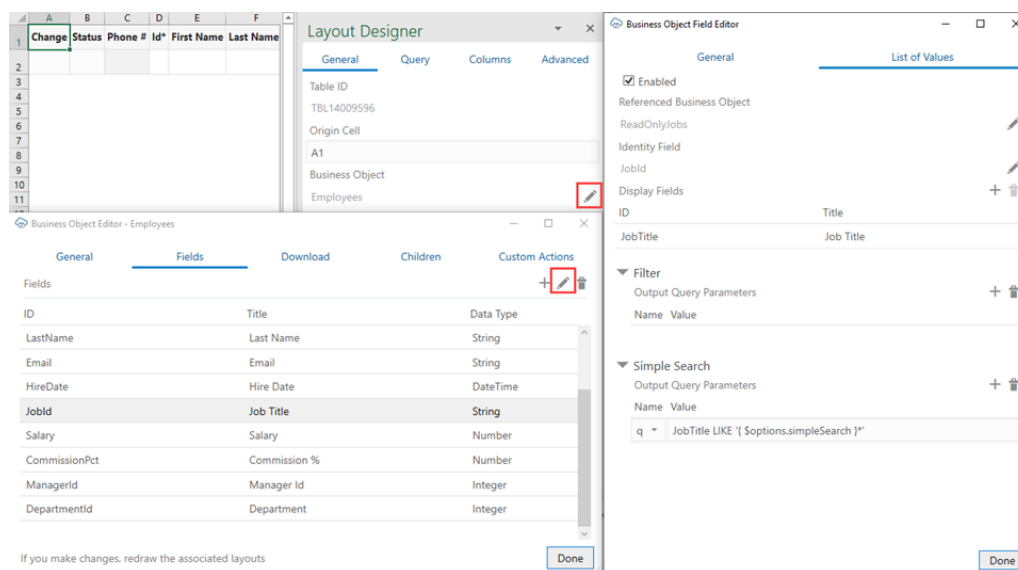 A B C D E F
1 Change Status Phone # Id* First Name Last Name
2
3
4
5
6
7
8
9
10
11
Layout Designer
General Query Columns Advanced
Table ID
TBL14009596
Origin Cell
A1
Business Object
Employees
Business Object Editor - Employees
General Fields Download Children Custom Actions
Fields
ID Title Data Type
LastName Last Name String
Email Email String
HireDate Hire Date DateTime
JobId Job Title String
Salary Salary Number
CommissionPct Commission % Number
ManagerId Manager Id Integer
DepartmentId Department Integer
If you make changes, redraw the associated layouts
Done
Business Object Field Editor
General List of Values
Enabled
Referenced Business Object
ReadOnlyJobs
Identity Field
JobId
Display Fields
ID Title
JobTitle Job Title
Filter
Output Query Parameters
Name Value
Simple Search
Output Query Parameters
Name Value
q JobTitle LIKE '{ $options.simpleSearch }*'
Done